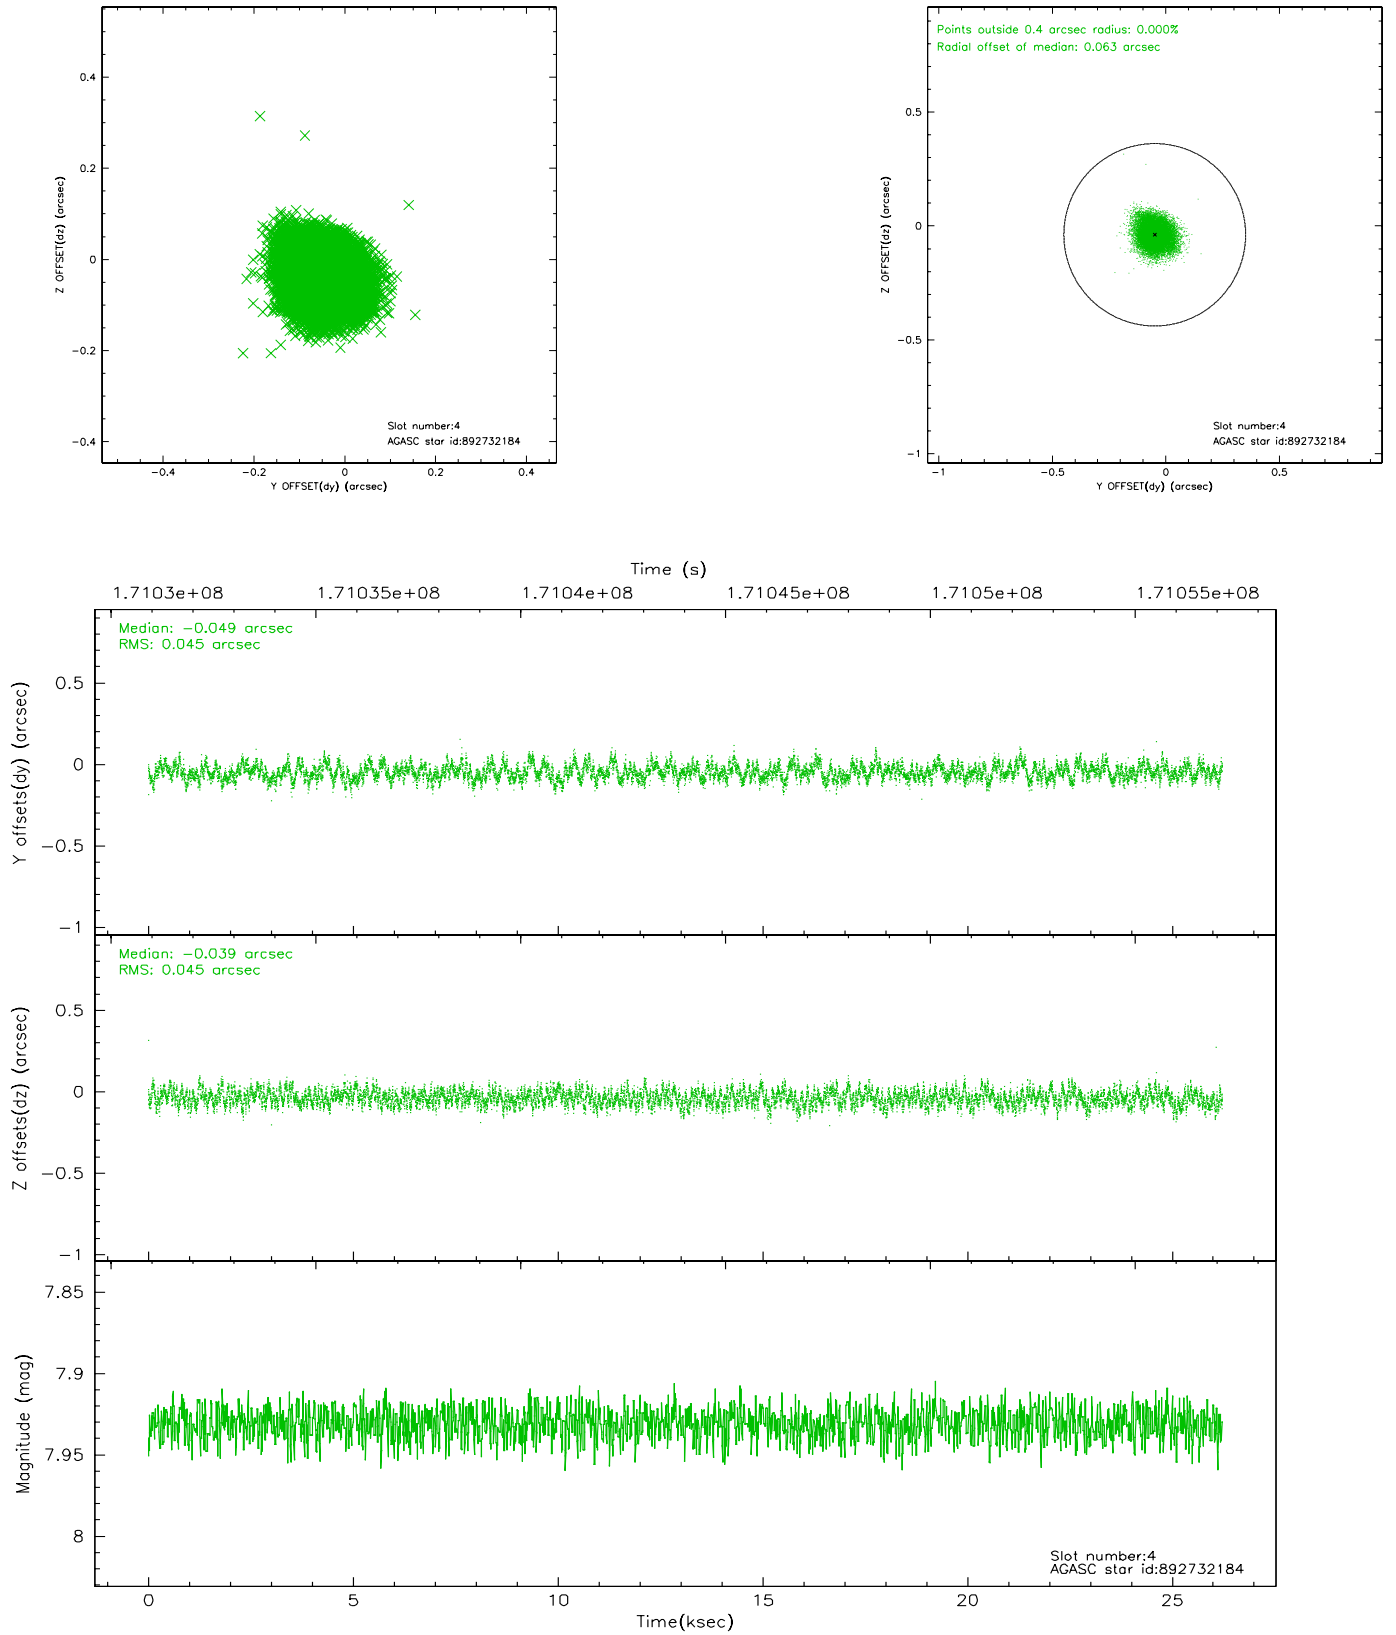 0.4
0.2
0
−0.2
−0.4
Z OFFSET(dz) (arcsec)
−0.4 −0.2 0 0.2 0.4
Y OFFSET(dy) (arcsec)
Slot number:4
AGASC star id:892732184
Points outside 0.4 arcsec radius: 0.000%
Radial offset of median: 0.063 arcsec
0.5
0
−0.5
−1
Z OFFSET(dz) (arcsec)
−1 −0.5 0 0.5
Y OFFSET(dy) (arcsec)
Slot number:4
AGASC star id:892732184
Time (s)
1.7103e+08 1.71035e+08 1.7104e+08 1.71045e+08 1.7105e+08 1.71055e+08
Median: −0.049 arcsec
RMS: 0.045 arcsec
0.5
0
−0.5
−1
Y offsets(dy) (arcsec)
Median: −0.039 arcsec
RMS: 0.045 arcsec
0.5
0
−0.5
−1
Z offsets(dz) (arcsec)
7.85
7.9
7.95
8
Magnitude (mag)
Slot number:4
AGASC star id:892732184
0 5 10 15 20 25
Time(ksec)